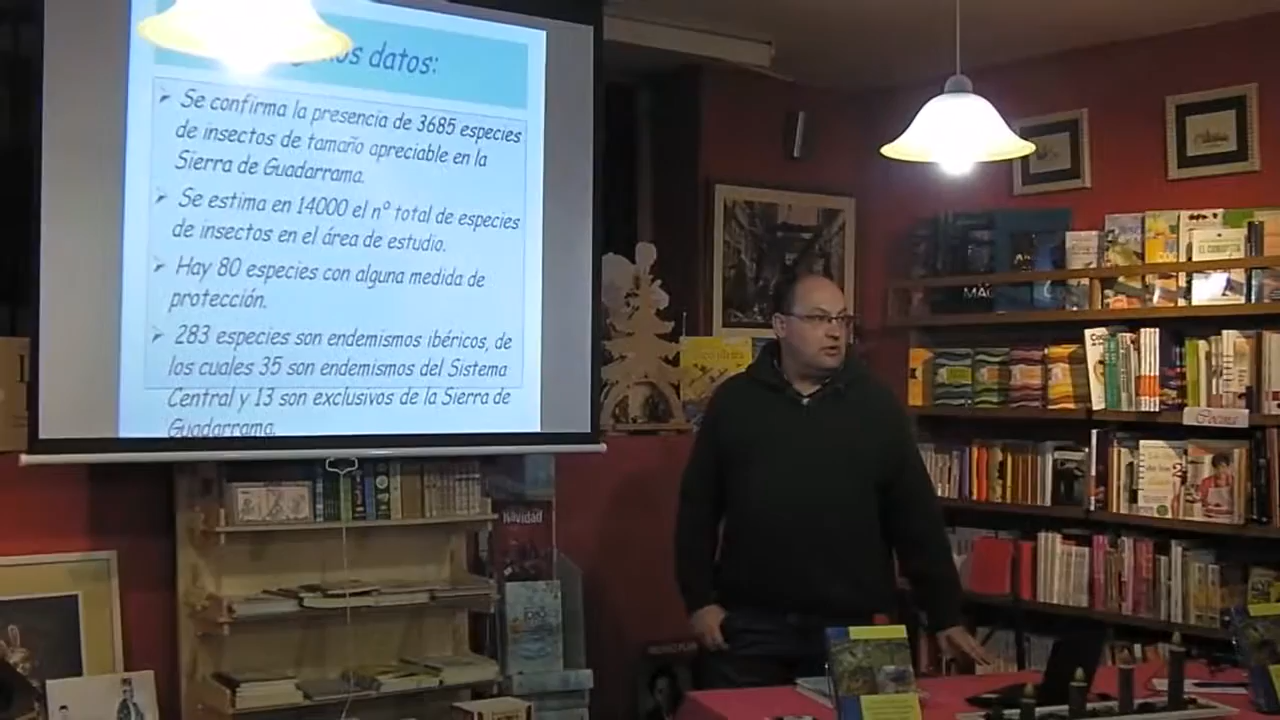 datos:
➤ Se confirma la presencia de 3685 especies
de insectos de tamaño apreciable en la
Sierra de Guadarrama.
➤ Se estima en 14000 el nº total de especies
de insectos en el área de estudio.
➤ Hay 80 especies con alguna medida de
protección.
➤ 283 especies son endemismos ibéricos, de
los cuales 35 son endemismos del Sistema
Central y 13 son exclusivos de la Sierra de
Guadarrama.
Navidad
Cocina